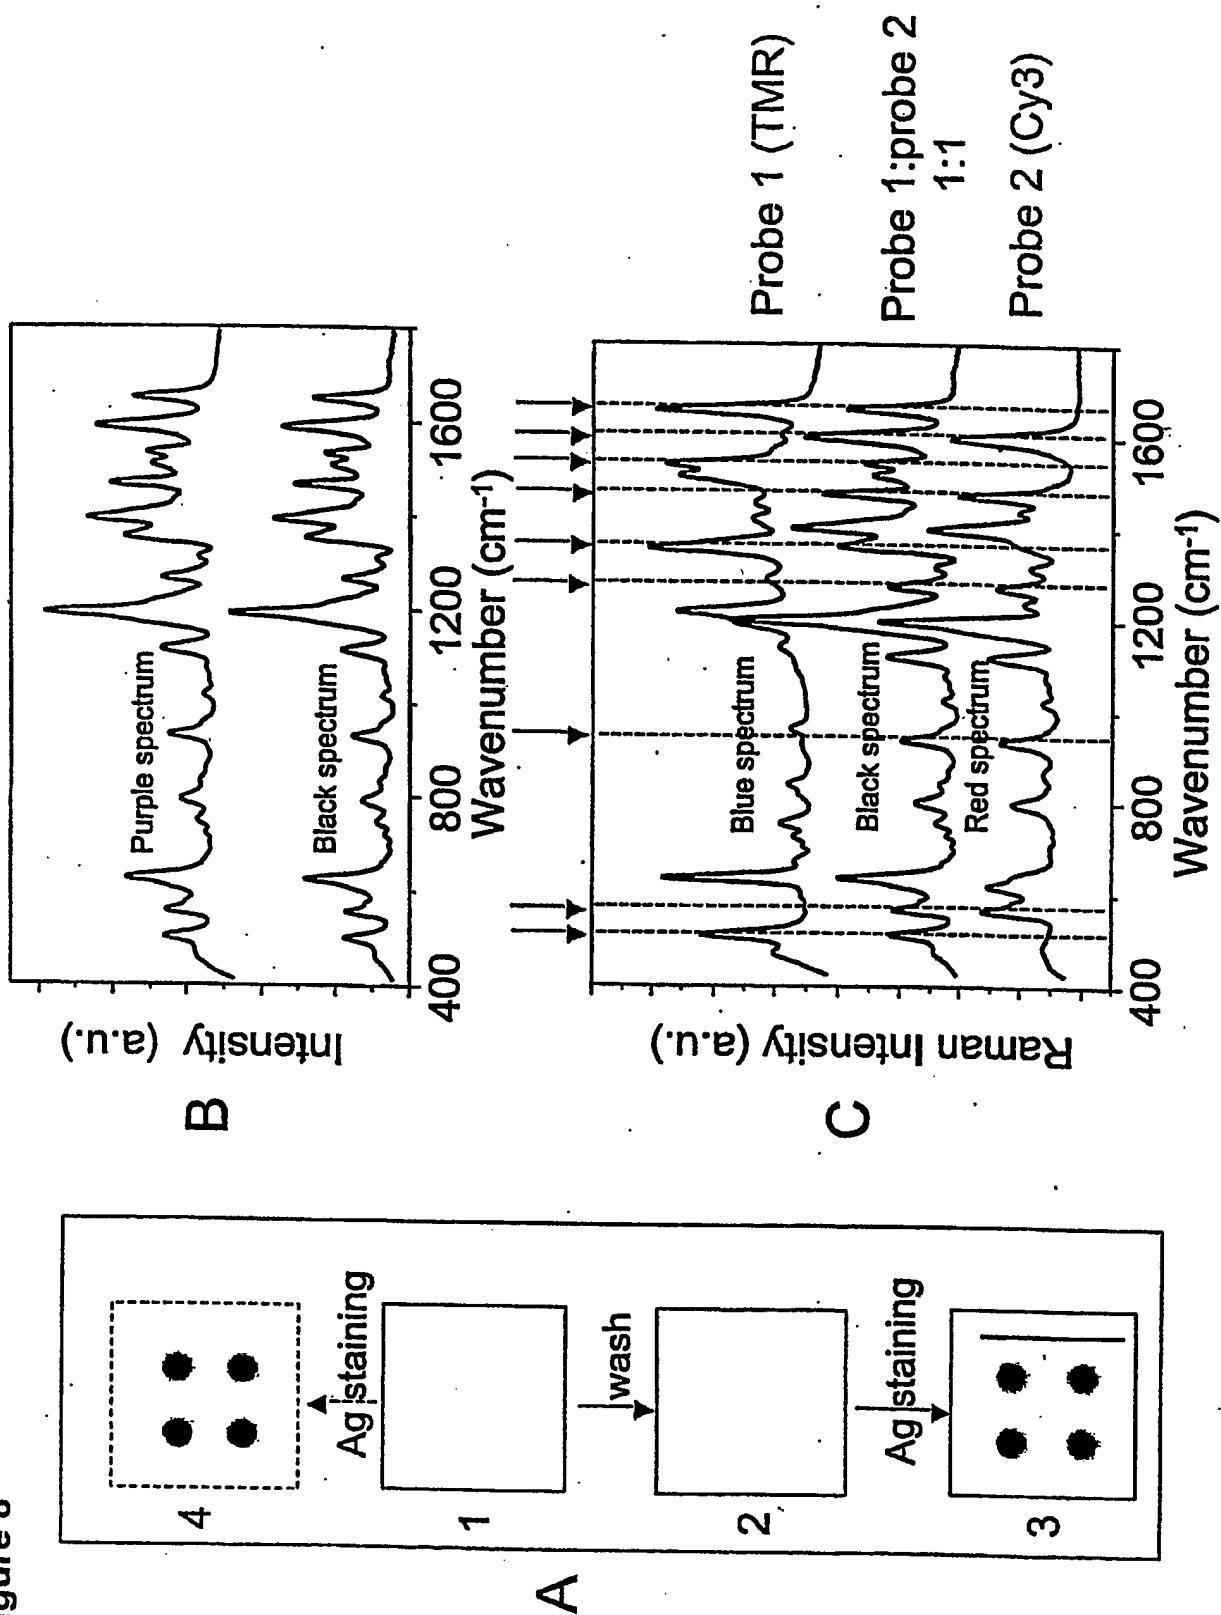 A
4
Ag staining
1
wash
2
Ag staining
3
B
Intensity (a.u.)
Purple spectrum
Black spectrum
400 800 1200 1600
Wavenumber (cm-1)
C
Raman Intensity (a.u.)
Blue spectrum
Black spectrum
Red spectrum
Probe 1 (TMR)
Probe 1:probe 2
1:1
Probe 2 (Cy3)
400 800 1200 1600
Wavenumber (cm-1)